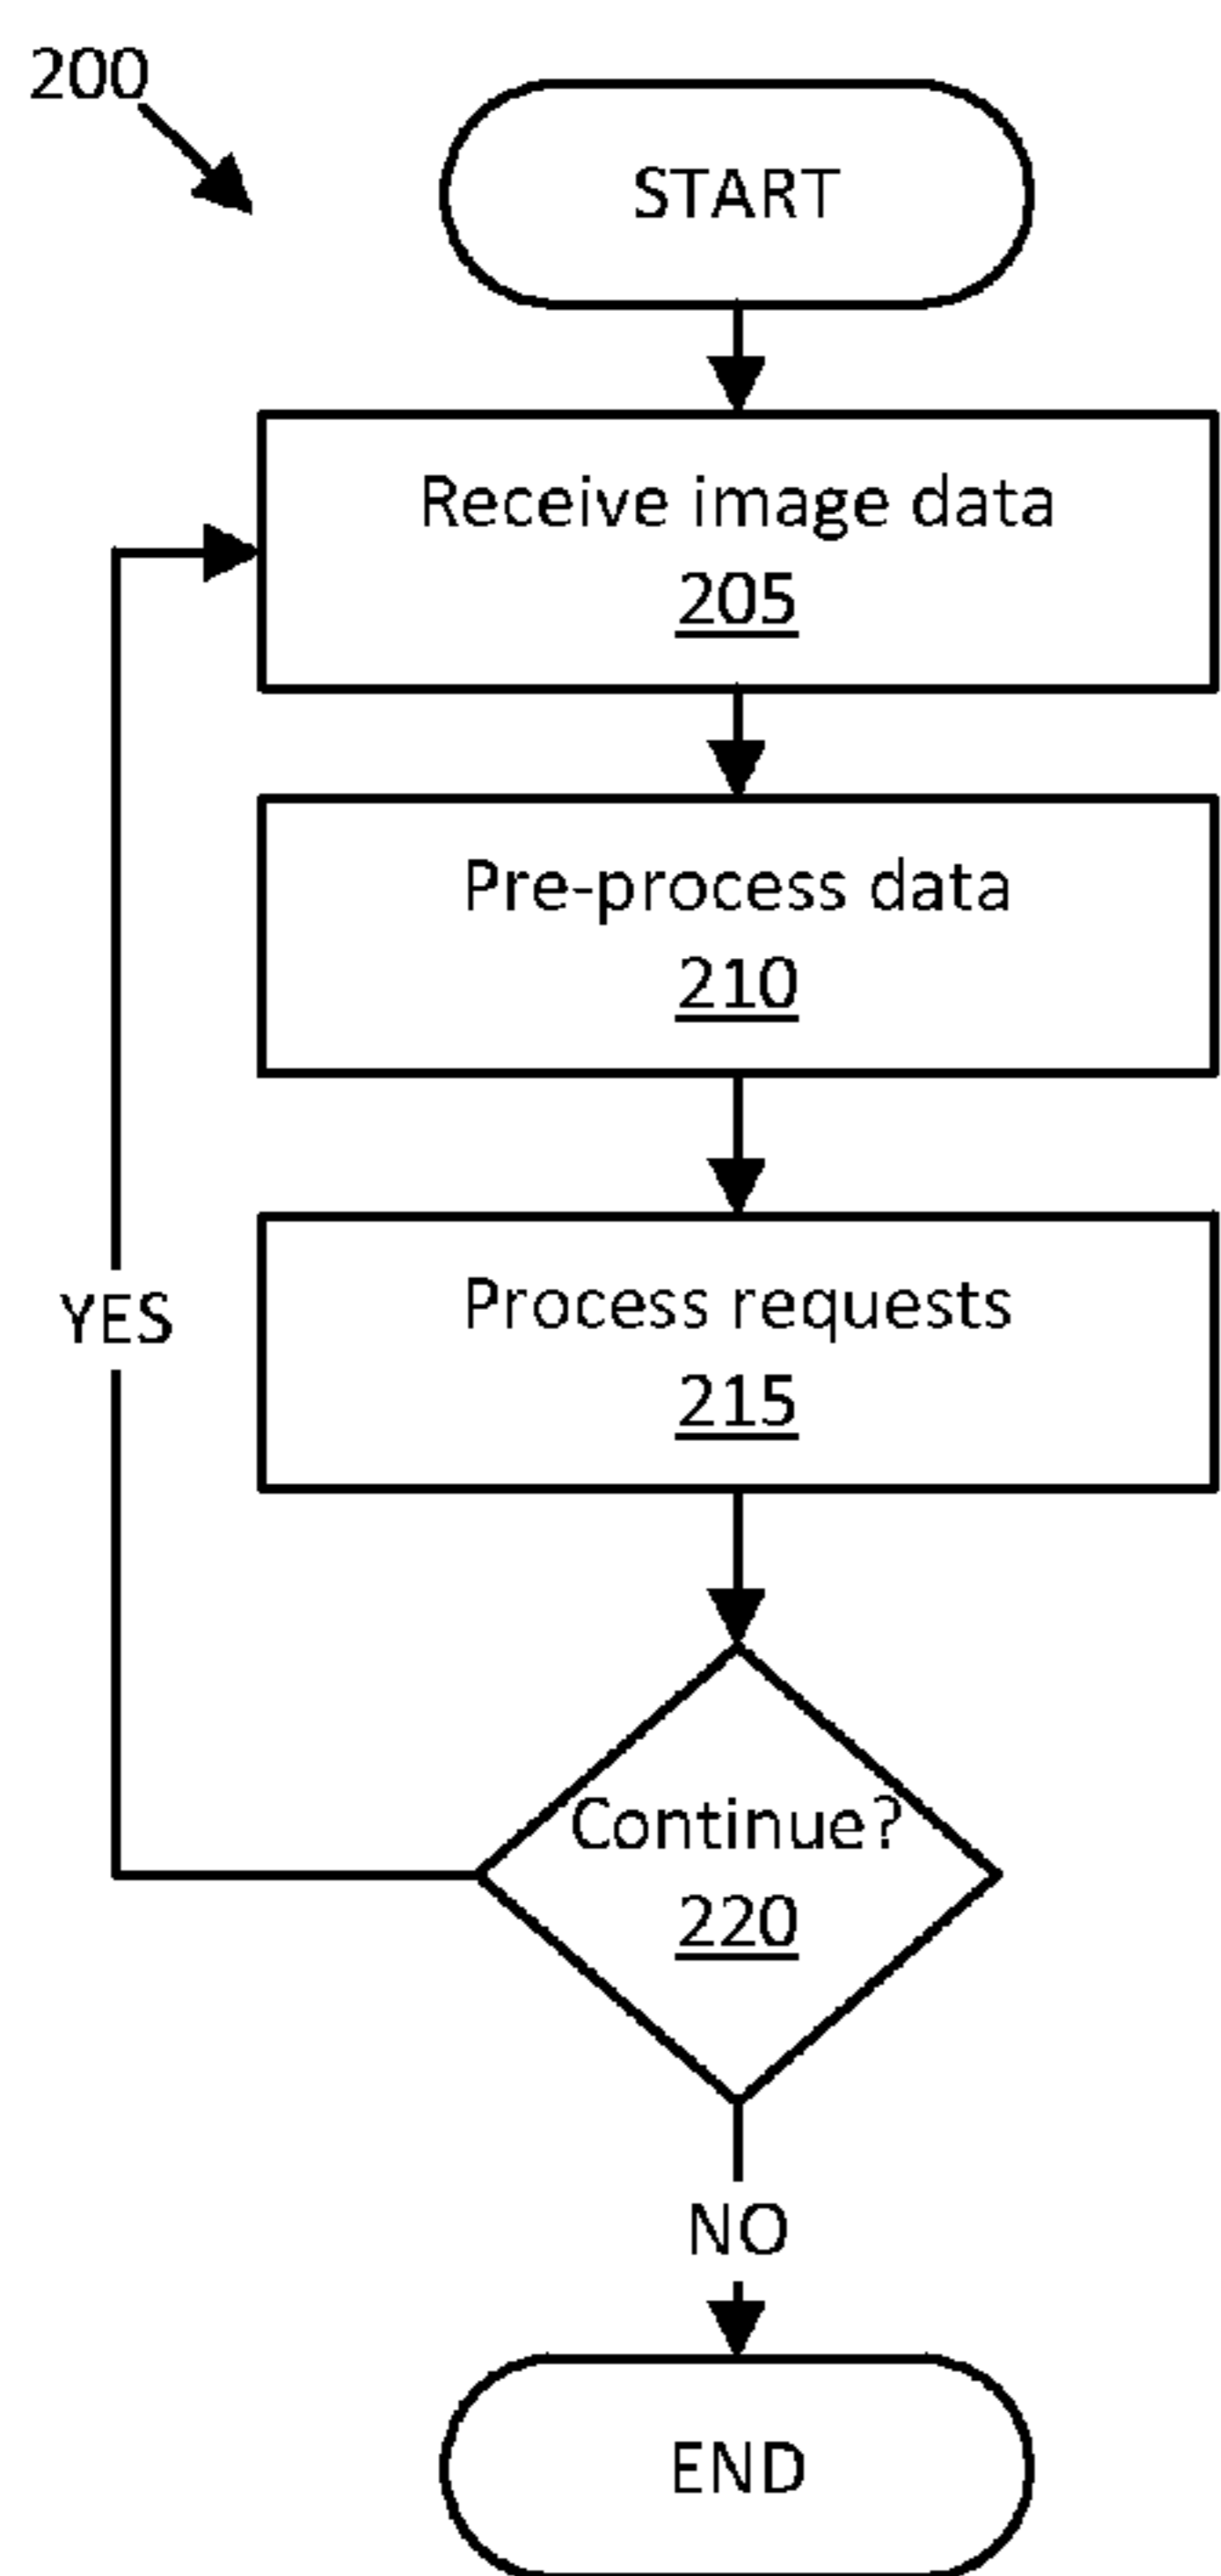 200
START
Receive image data
205
Pre-process data
210
Process requests
215
YES
Continue?
220
NO
END